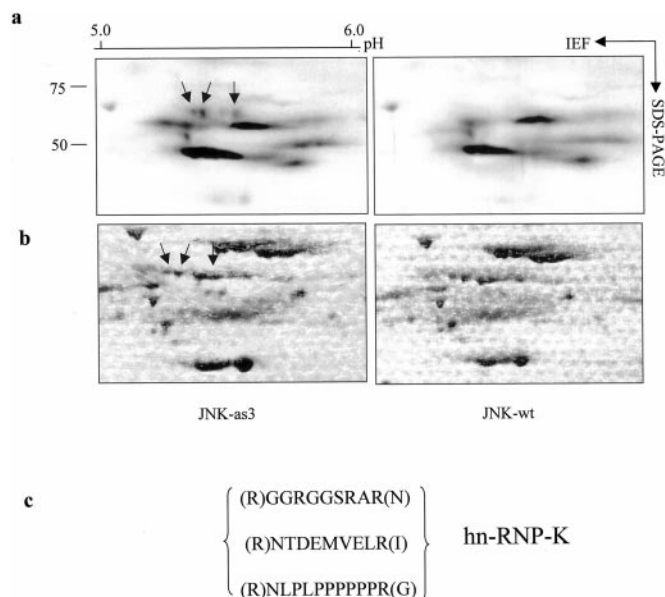 a
5.0 6.0
pH
IEF
75
50
SDS-PAGE
b
JNK-as3 JNK-wt
c
(R)GGRGGSRAR(N)
(R)NTDEMVELR(I)
hn-RNP-K
(R)NLPLPPPPPPR(G)